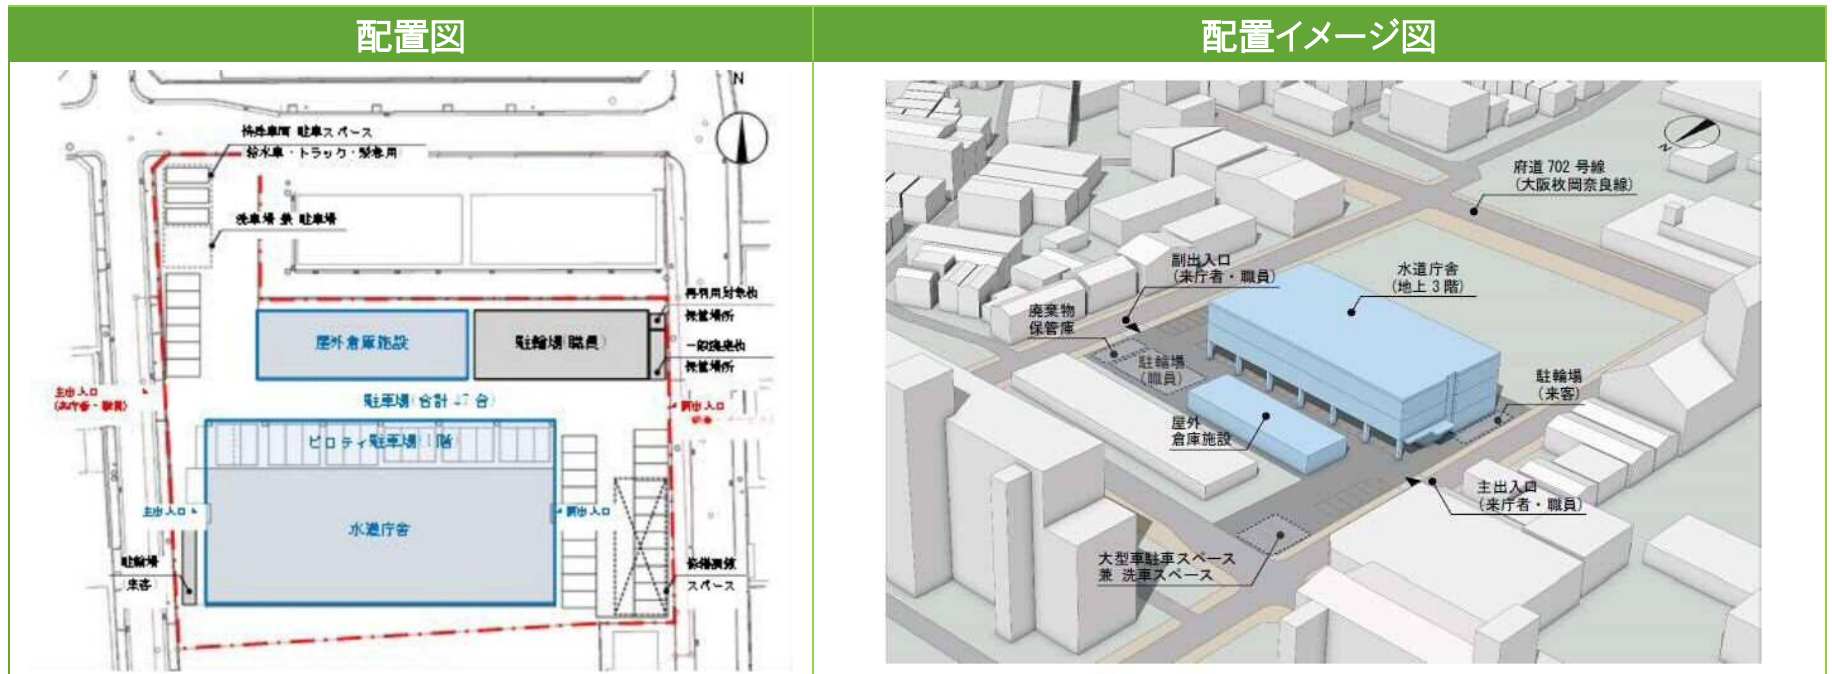 配置図
配置イメージ図
N
特殊車両 駐車スペース
給水車・トラック・緊急用
洗車場 兼 駐車場
再利用対象物
保管場所
屋外倉庫施設
駐輪場(職員)
一般廃棄物
保管場所
主出入口
(来庁者・職員)
駐車場(合計 47 台)
副出入口
ピロティ駐車場(1階)
主出入口
副出入口
水道庁舎
駐輪場
来客
スペース
N
府道 702 号線
(大阪枚岡奈良線)
副出入口
(来庁者・職員)
水道庁舎
(地上 3 階)
廃棄物
保管庫
駐輪場
(職員)
駐輪場
(来客)
屋外
倉庫施設
主出入口
(来庁者・職員)
大型車駐車スペース
兼 洗車スペース